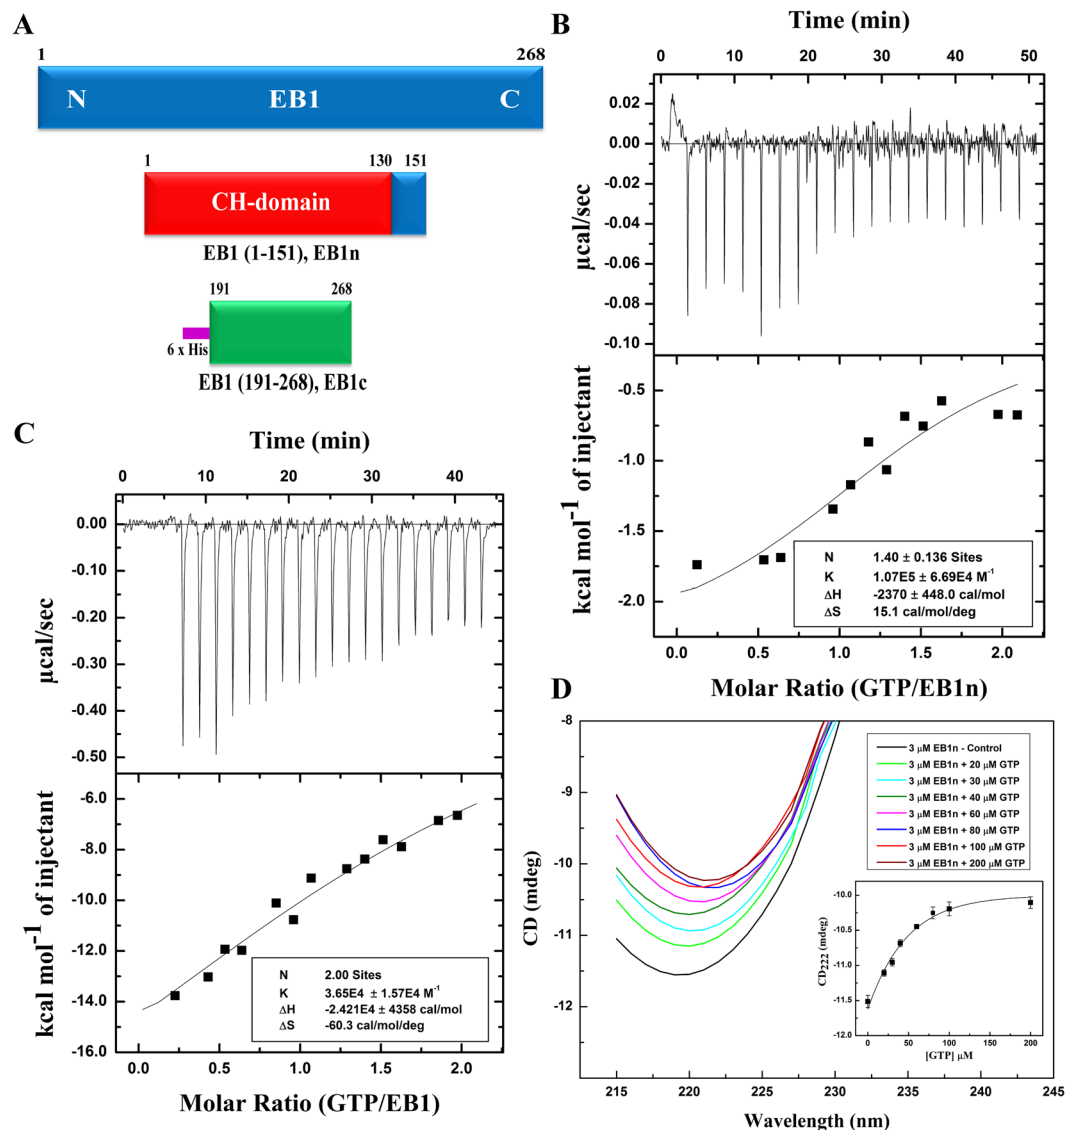 A
1 268
N EB1 C
1 130 151
CH-domain
EB1 (1-151), EB1n
191 268
6 x His
EB1 (191-268), EB1c
B
Time (min)
0 10 20 30 40 50
0.02
0.00
-0.02
-0.04
-0.06
-0.08
-0.10
µcal/sec
-0.5
-1.0
-1.5
-2.0
kcal mol-1 of injectant
N 1.40 ± 0.136 Sites
K 1.07E5 ± 6.69E4 M-1
ΔH -2370 ± 448.0 cal/mol
ΔS 15.1 cal/mol/deg
0.0 0.5 1.0 1.5 2.0
Molar Ratio (GTP/EB1n)
C
Time (min)
0 10 20 30 40
0.00
-0.10
-0.20
-0.30
-0.40
-0.50
µcal/sec
-6.0
-8.0
-10.0
-12.0
-14.0
-16.0
kcal mol-1 of injectant
N 2.00 Sites
K 3.65E4 ± 1.57E4 M-1
ΔH -2.421E4 ± 4358 cal/mol
ΔS -60.3 cal/mol/deg
0.0 0.5 1.0 1.5 2.0
Molar Ratio (GTP/EB1)
D
-8
-9
-10
-11
-12
CD (mdeg)
3 µM EB1n - Control
3 µM EB1n + 20 µM GTP
3 µM EB1n + 30 µM GTP
3 µM EB1n + 40 µM GTP
3 µM EB1n + 60 µM GTP
3 µM EB1n + 80 µM GTP
3 µM EB1n + 100 µM GTP
3 µM EB1n + 200 µM GTP
-10.0
-10.5
-11.0
-11.5
-12.0
CD222 (mdeg)
0 50 100 150 200
[GTP] µM
215 220 225 230 235 240 245
Wavelength (nm)